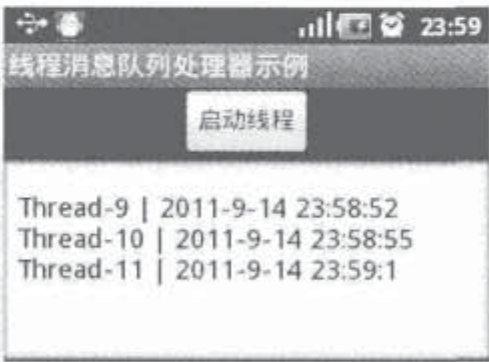 23:59
线程消息队列处理器示例
启动线程
Thread-9 | 2011-9-14 23:58:52
Thread-10 | 2011-9-14 23:58:55
Thread-11 | 2011-9-14 23:59:1